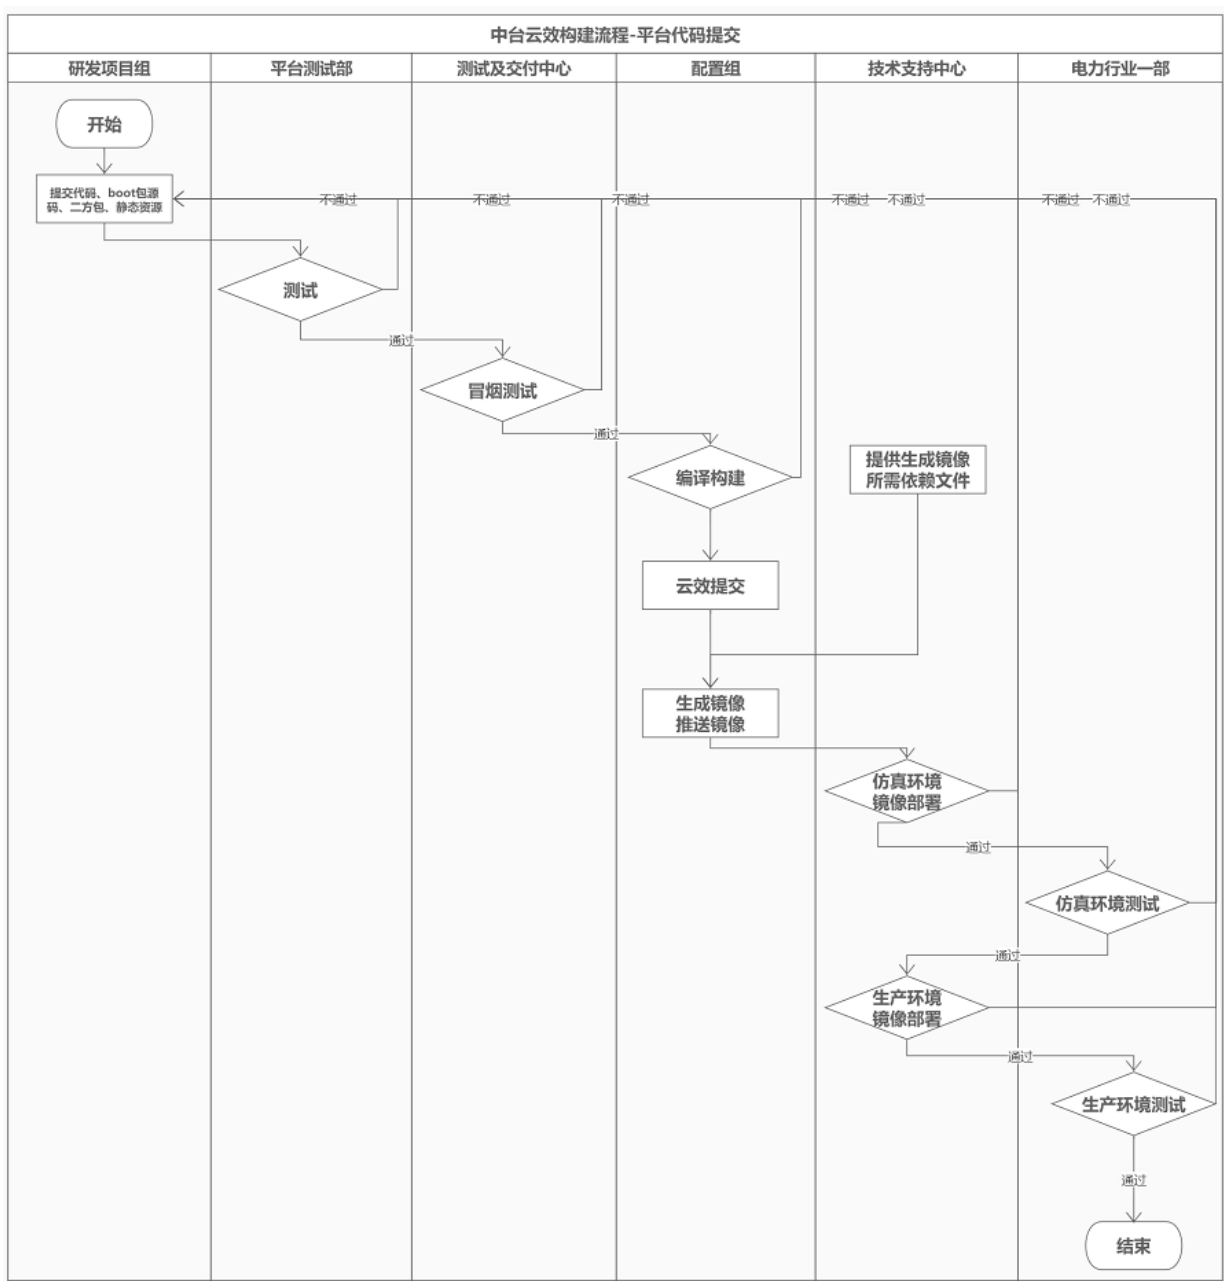 中台云效构建流程-平台代码提交
研发项目组
平台测试部
测试及交付中心
配置组
技术支持中心
电力行业一部
开始
提交代码、boot包源
码、二方包、静态资源
不通过
不通过
不通过
不通过
不通过
不通过
不通过
测试
通过
冒烟测试
通过
编译构建
提供生成镜像
所需依赖文件
云效提交
生成镜像
推送镜像
仿真环境
镜像部署
通过
仿真环境测试
通过
生产环境
镜像部署
通过
生产环境测试
通过
结束